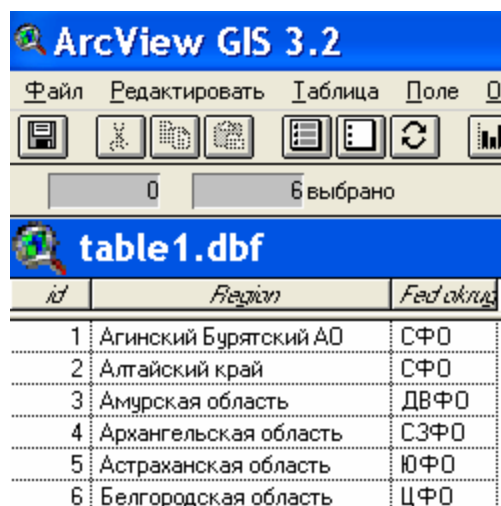 ArcView GIS 3.2
Файл Редактировать Таблица Поле О
0 6 выбрано
table1.dbf
id Region Fed okrug
1 Агинский Бурятский АО СФО
2 Алтайский край СФО
3 Амурская область ДВФО
4 Архангельская область СЗФО
5 Астраханская область ЮФО
6 Белгородская область ЦФО